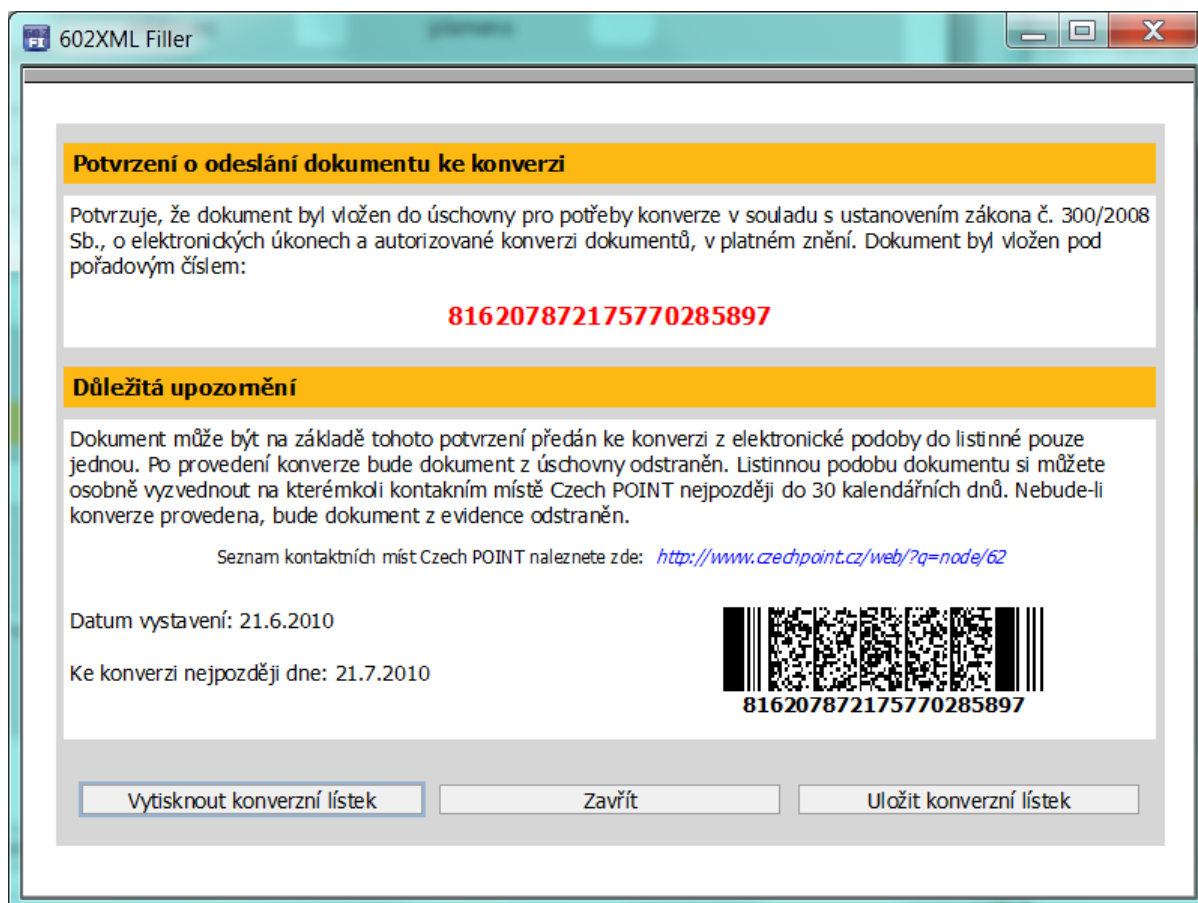 602XML Filler
Potvrzení o odeslání dokumentu ke konverzi
Potvrzuje, že dokument byl vložen do úschovny pro potřeby konverze v souladu s ustanovením zákona č. 300/2008
Sb., o elektronických úkonech a autorizované konverzi dokumentů, v platném znění. Dokument byl vložen pod
pořadovým číslem:
816207872175770285897
Důležitá upozornění
Dokument může být na základě tohoto potvrzení předán ke konverzi z elektronické podoby do listinné pouze
jednou. Po provedení konverze bude dokument z úschovny odstraněn. Listinnou podobu dokumentu si můžete
osobně vyzvednout na kterémkoli kontakním místě Czech POINT nejpozději do 30 kalendářních dnů. Nebude-li
konverze provedena, bude dokument z evidence odstraněn.
Seznam kontaktních míst Czech POINT naleznete zde: http://www.czechpoint.cz/web/?q=node/62
Datum vystavení: 21.6.2010
Ke konverzi nejpozději dne: 21.7.2010
816207872175770285897
Vytisknout konverzní lístek
Zavřít
Uložit konverzní lístek